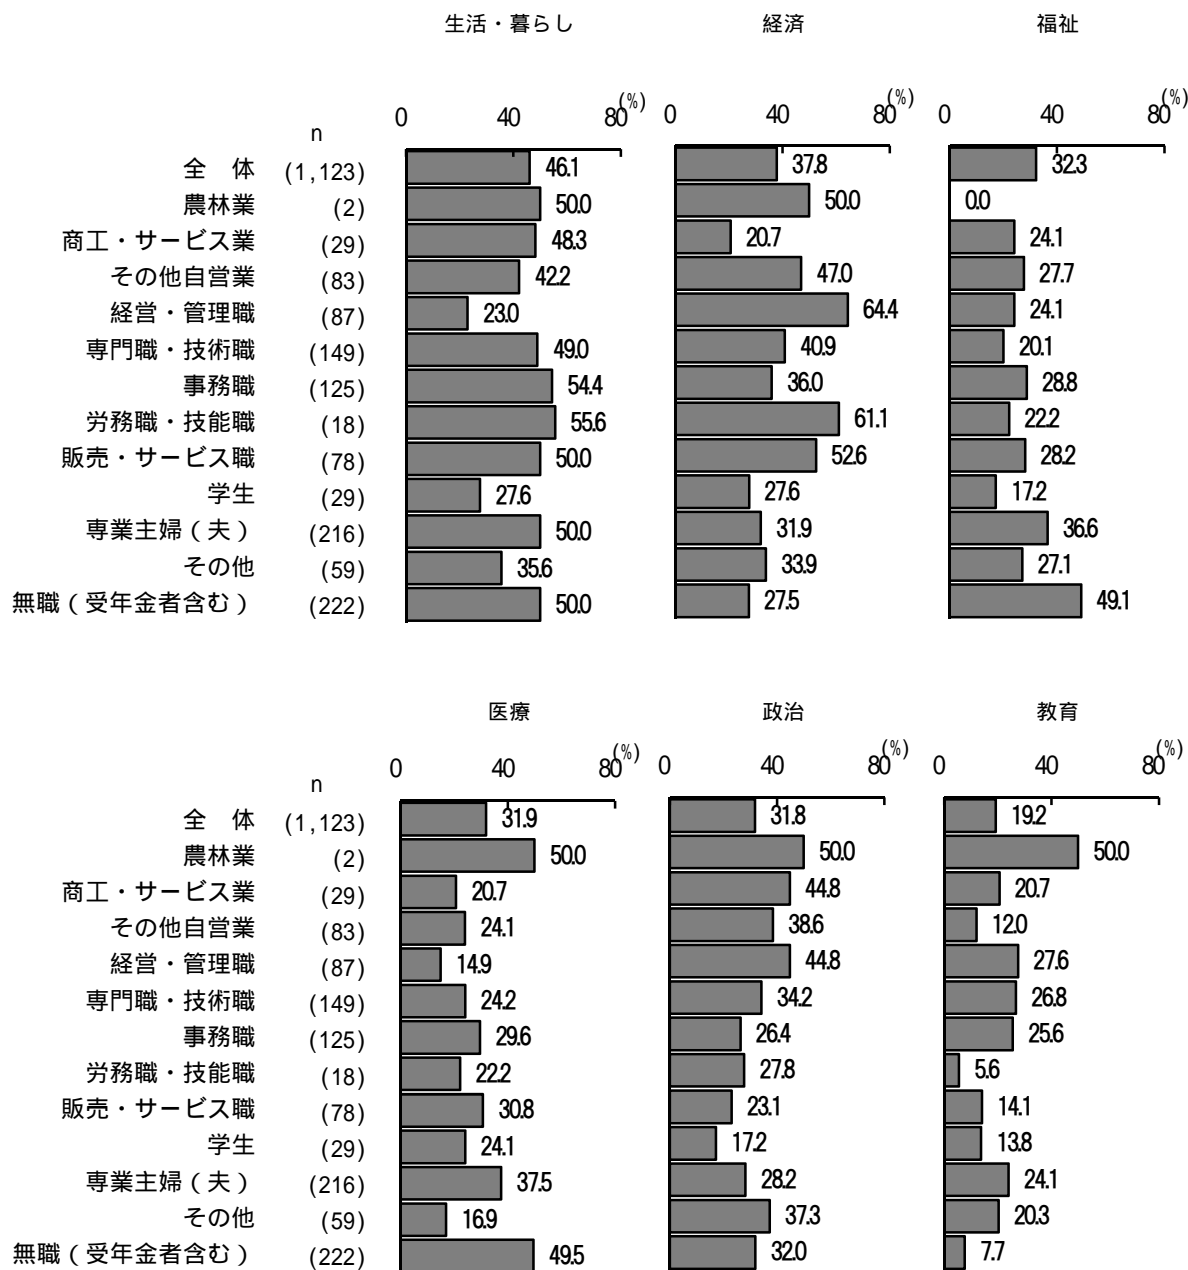 生活・暮らし 経済 福祉
(%) (%) (%)
0 40 80 0 40 80 0 40 80
n
全 体 (1,123) 46.1 37.8 32.3
農林業 (2) 50.0 50.0 0.0
商工・サービス業 (29) 48.3 20.7 24.1
その他自営業 (83) 42.2 47.0 27.7
経営・管理職 (87) 23.0 64.4 24.1
専門職・技術職 (149) 49.0 40.9 20.1
事務職 (125) 54.4 36.0 28.8
労務職・技能職 (18) 55.6 61.1 22.2
販売・サービス職 (78) 50.0 52.6 28.2
学生 (29) 27.6 27.6 17.2
専業主婦(夫) (216) 50.0 31.9 36.6
その他 (59) 35.6 33.9 27.1
無職(受年金者含む) (222) 50.0 27.5 49.1
医療 政治 教育
(%) (%) (%)
0 40 80 0 40 80 0 40 80
n
全 体 (1,123) 31.9 31.8 19.2
農林業 (2) 50.0 50.0 50.0
商工・サービス業 (29) 20.7 44.8 20.7
その他自営業 (83) 24.1 38.6 12.0
経営・管理職 (87) 14.9 44.8 27.6
専門職・技術職 (149) 24.2 34.2 26.8
事務職 (125) 29.6 26.4 25.6
労務職・技能職 (18) 22.2 27.8 5.6
販売・サービス職 (78) 30.8 23.1 14.1
学生 (29) 24.1 17.2 13.8
専業主婦(夫) (216) 37.5 28.2 24.1
その他 (59) 16.9 37.3 20.3
無職(受年金者含む) (222) 49.5 32.0 7.7